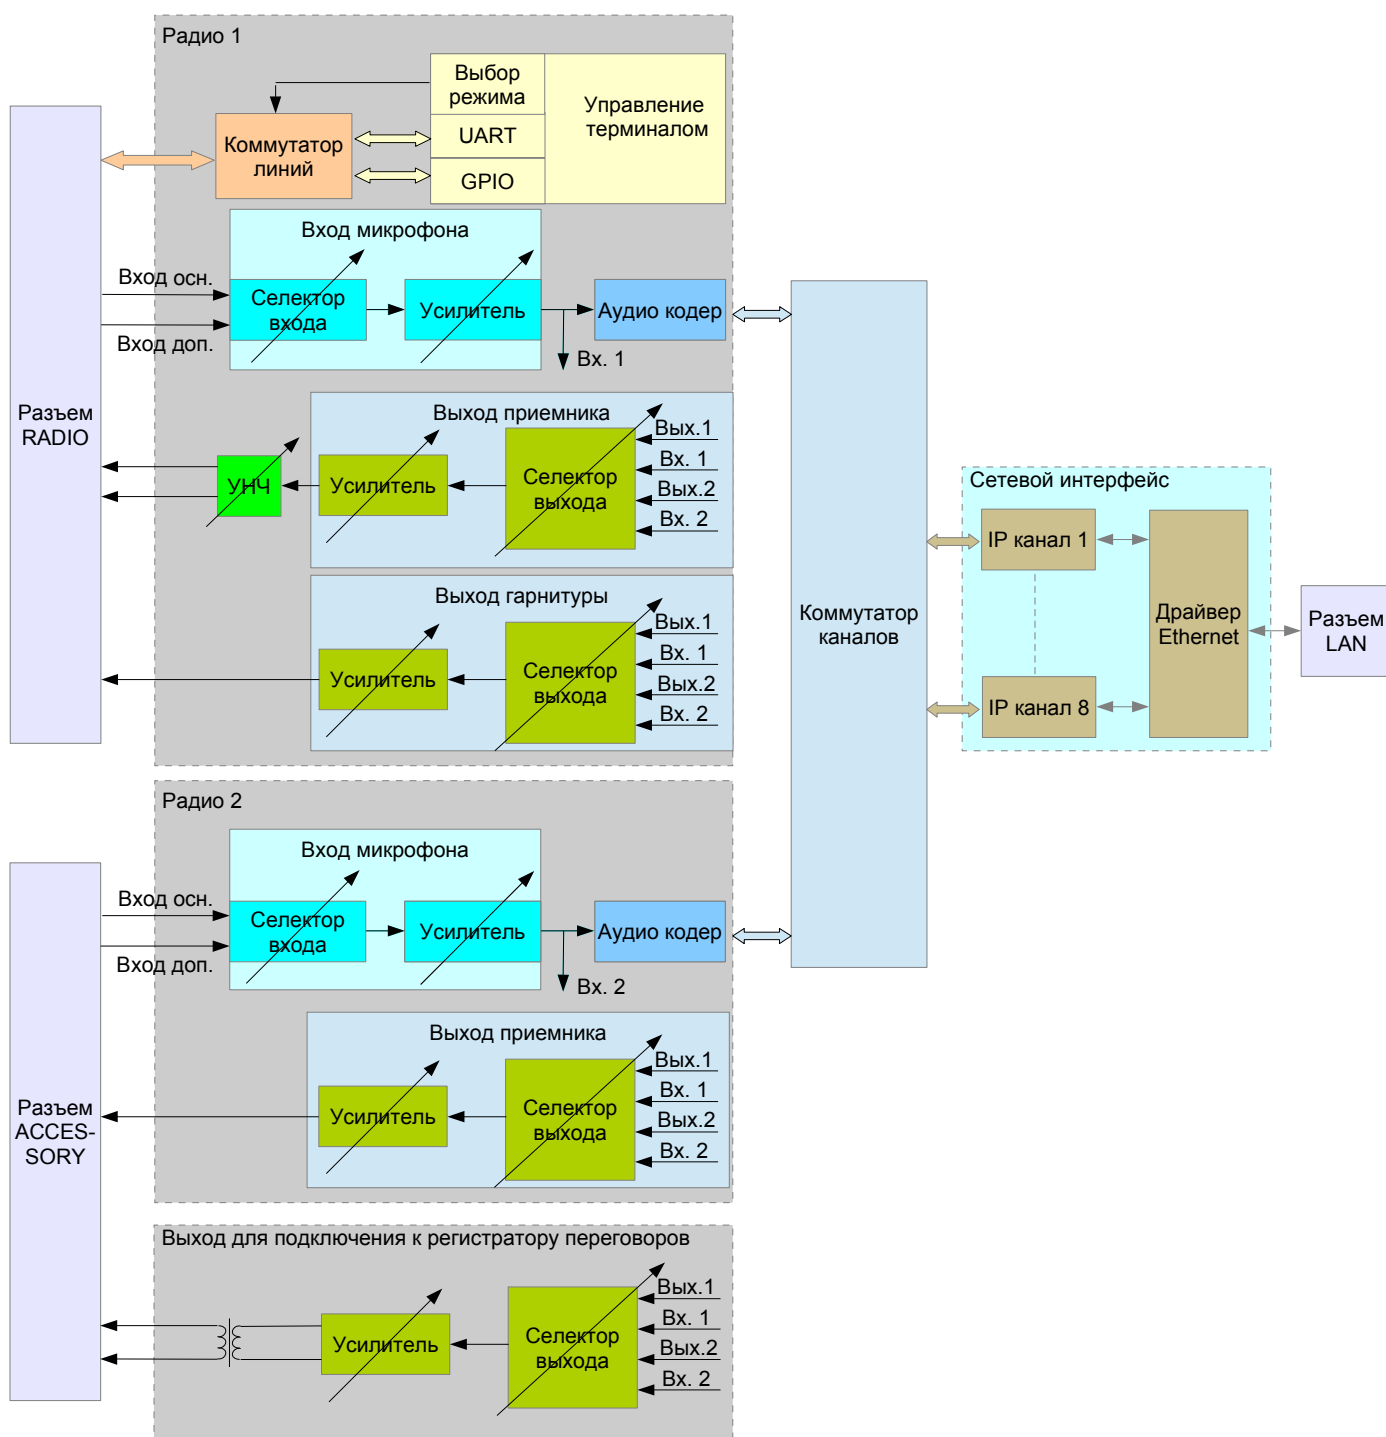 Радио 1
Выбор
режима
Управление
терминалом
UART
GPIO
Коммутатор
линий
Вход микрофона
Вход осн.
Вход доп.
Селектор
входа
Усилитель
Аудио кодер
Вх. 1
Разъем
RADIO
Выход приемника
УНЧ
Усилитель
Селектор
выхода
Вых.1
Вх. 1
Вых.2
Вх. 2
Выход гарнитуры
Усилитель
Селектор
выхода
Вых.1
Вх. 1
Вых.2
Вх. 2
Коммутатор
каналов
Сетевой интерфейс
IP канал 1
IP канал 8
Драйвер
Ethernet
Разъем
LAN
Радио 2
Вход микрофона
Вход осн.
Вход доп.
Селектор
входа
Усилитель
Аудио кодер
Вх. 2
Разъем
ACCES-
SORY
Выход приемника
Усилитель
Селектор
выхода
Вых.1
Вх. 1
Вых.2
Вх. 2
Выход для подключения к регистратору переговоров
Усилитель
Селектор
выхода
Вых.1
Вх. 1
Вых.2
Вх. 2